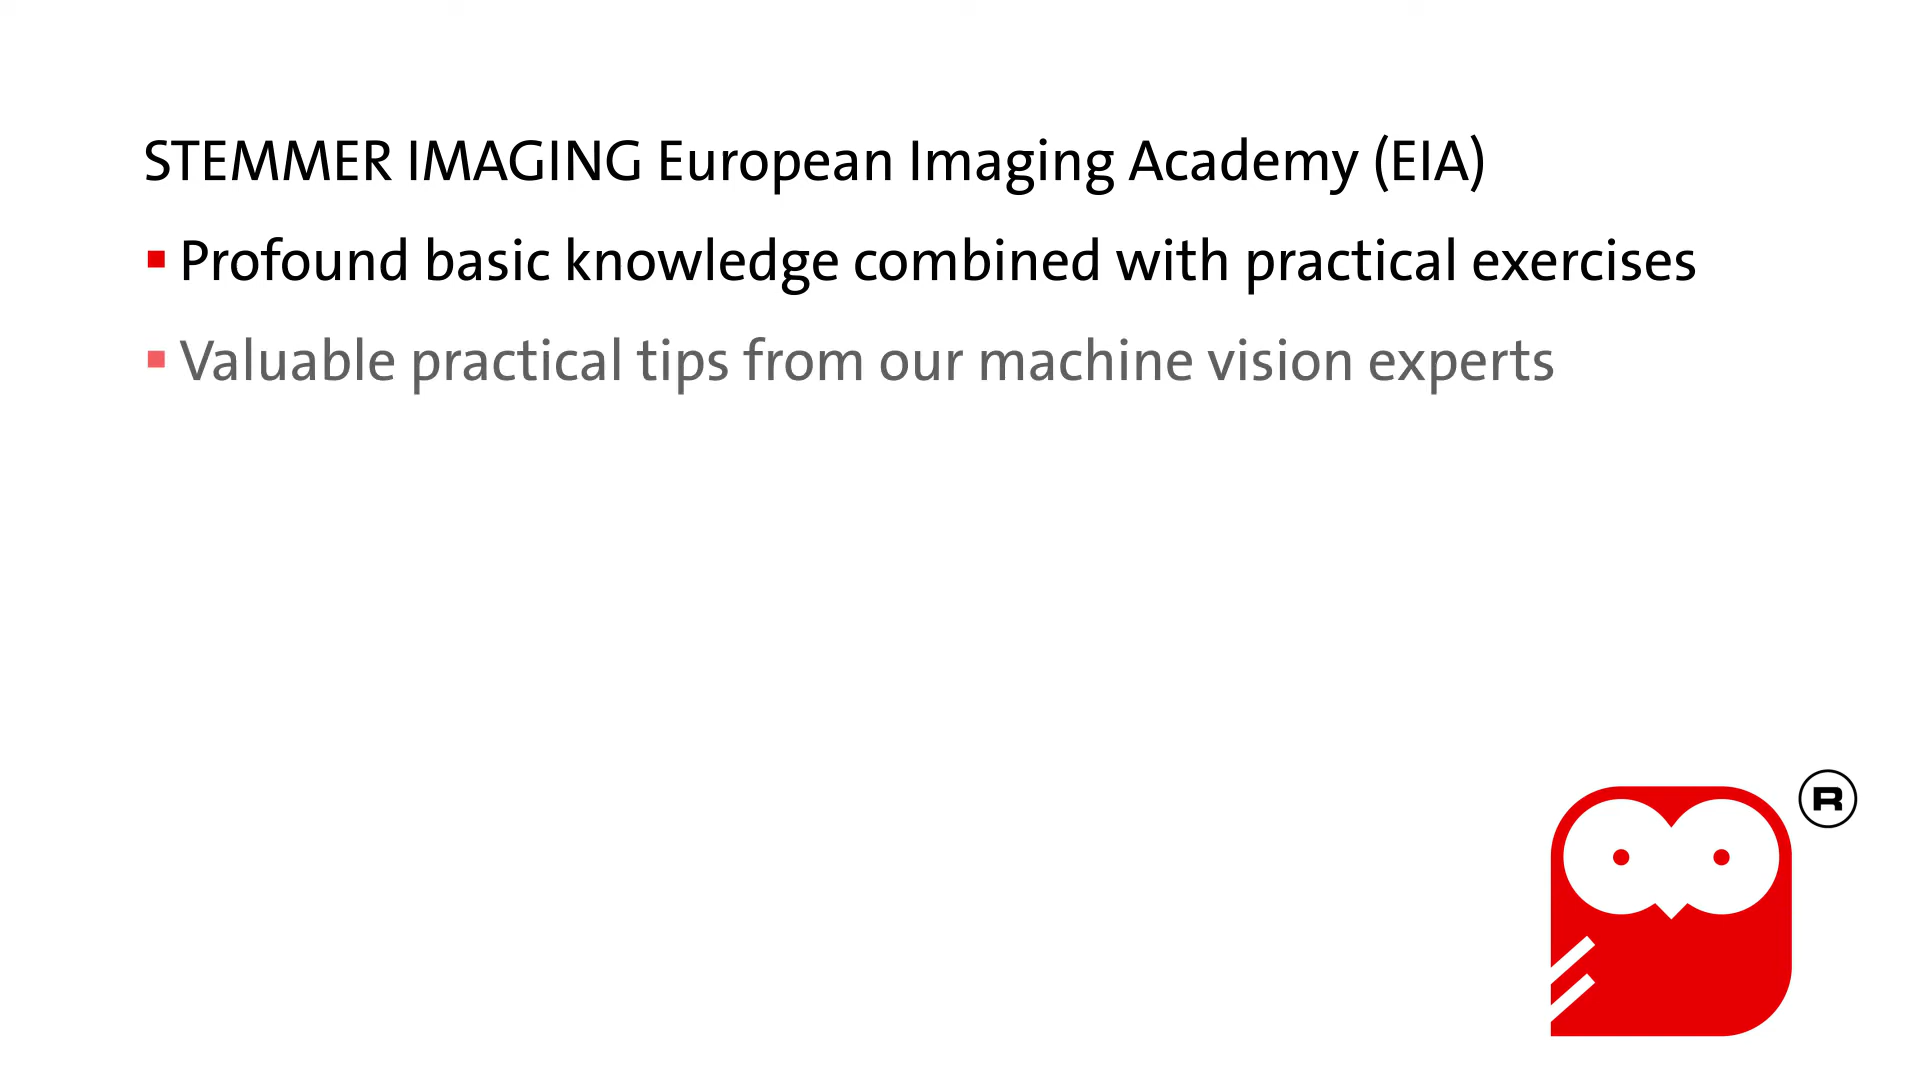 STEMMER IMAGING European Imaging Academy (EIA)
▪ Profound basic knowledge combined with practical exercises
▪ Valuable practical tips from our machine vision experts
®